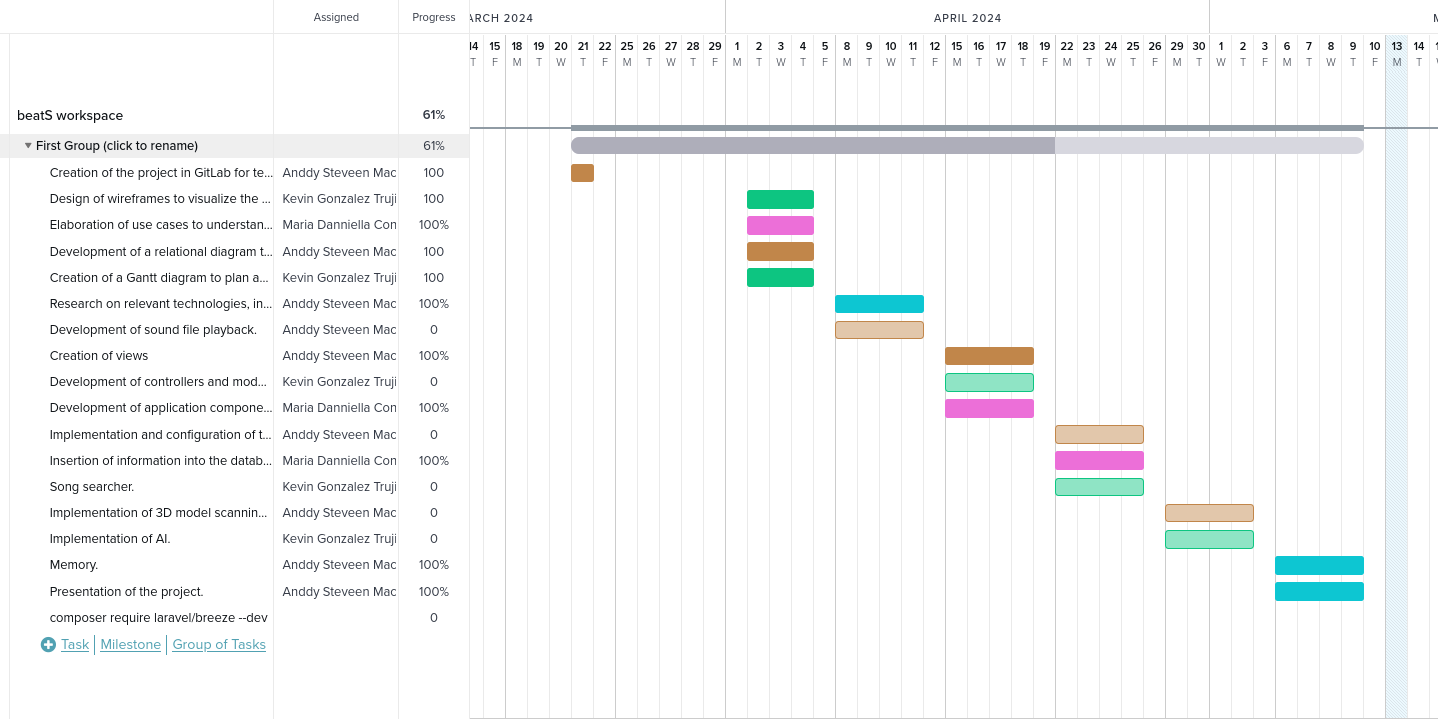 Assigned Progress ARCH 2024 APRIL 2024 M
14 15 18 19 20 21 22 25 26 27 28 29 1 2 3 4 5 8 9 10 11 12 15 16 17 18 19 22 23 24 25 26 29 30 1 2 3 6 7 8 9 10 13 14
T F M T W T F M T W T F M T W T F M T W T F M T W T F M T W T F M T W T F M T W T F M T
beatS workspace 61%
First Group (click to rename) 61%
Creation of the project in GitLab for te... Anddy Steveen Mac 100
Design of wireframes to visualize the ... Kevin Gonzalez Truji 100
Elaboration of use cases to understan... Maria Danniella Con 100%
Development of a relational diagram t... Anddy Steveen Mac 100
Creation of a Gantt diagram to plan a... Kevin Gonzalez Truji 100
Research on relevant technologies, in... Anddy Steveen Mac 100%
Development of sound file playback. Anddy Steveen Mac 0
Creation of views Anddy Steveen Mac 100%
Development of controllers and mod... Kevin Gonzalez Truji 0
Development of application compone... Maria Danniella Con 100%
Implementation and configuration of t... Anddy Steveen Mac 0
Insertion of information into the datab... Maria Danniella Con 100%
Song searcher. Kevin Gonzalez Truji 0
Implementation of 3D model scannin... Anddy Steveen Mac 0
Implementation of AI. Kevin Gonzalez Truji 0
Memory. Anddy Steveen Mac 100%
Presentation of the project. Anddy Steveen Mac 100%
composer require laravel/breeze --dev 0
Task Milestone Group of Tasks